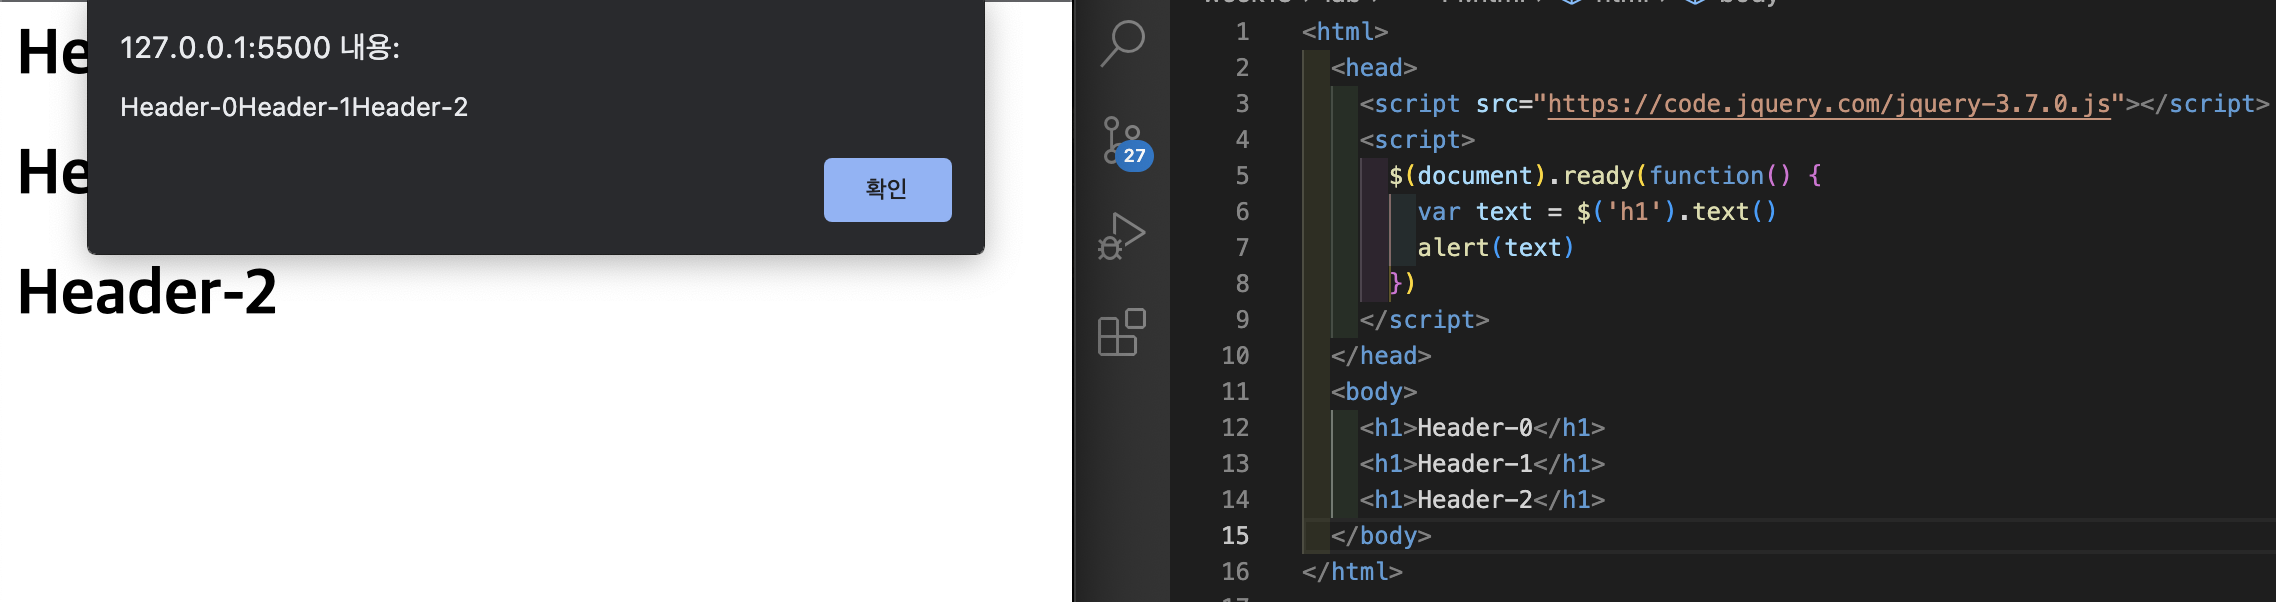 127.0.0.1:5500 내용:
Header-0Header-1Header-2
확인
He
He
Header-2
27
1 <html>
2 <head>
3 <script src="https://code.jquery.com/jquery-3.7.0.js"></script>
4 <script>
5 $(document).ready(function() {
6 var text = $('h1').text()
7 alert(text)
8 })
9 </script>
10 </head>
11 <body>
12 <h1>Header-0</h1>
13 <h1>Header-1</h1>
14 <h1>Header-2</h1>
15 </body>
16 </html>